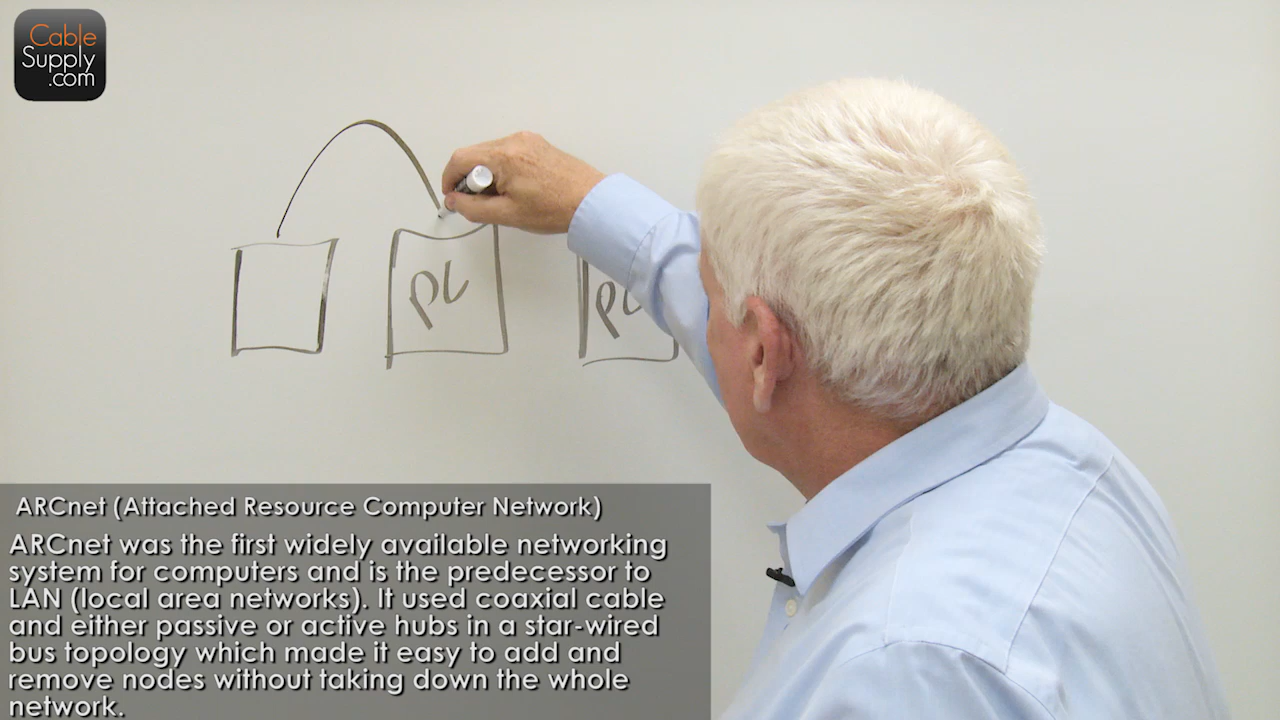 Cable
Supply
.com
PC
PC
ARCnet (Attached Resource Computer Network)
ARCnet was the first widely available networking
system for computers and is the predecessor to
LAN (local area networks). It used coaxial cable
and either passive or active hubs in a star-wired
bus topology which made it easy to add and
remove nodes without taking down the whole
network.